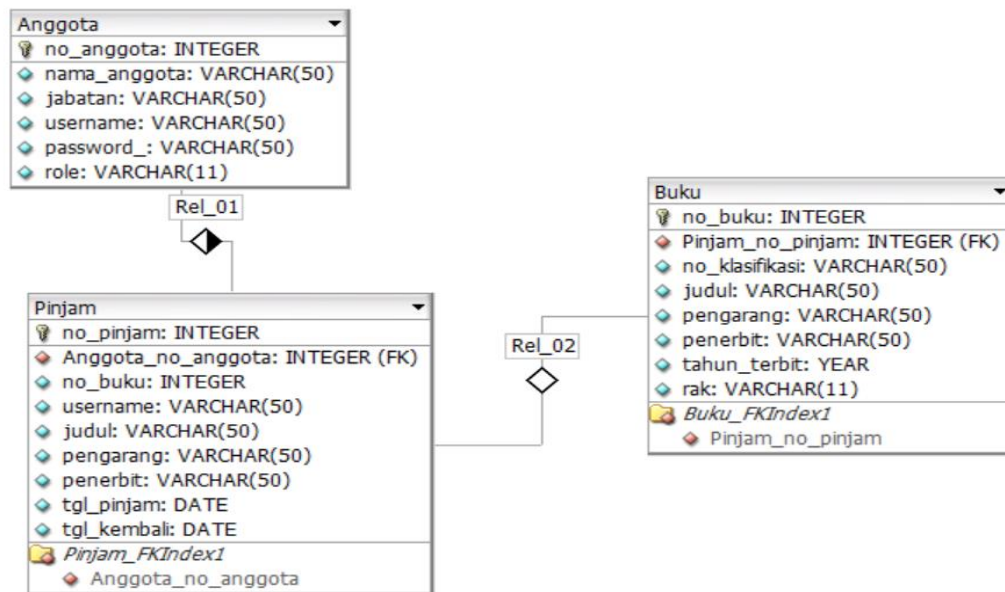 Anggota
no_anggota: INTEGER
nama_anggota: VARCHAR(50)
jabatan: VARCHAR(50)
username: VARCHAR(50)
password_: VARCHAR(50)
role: VARCHAR(11)
Rel_01
Pinjam
no_pinjam: INTEGER
Anggota_no_anggota: INTEGER (FK)
no_buku: INTEGER
username: VARCHAR(50)
judul: VARCHAR(50)
pengarang: VARCHAR(50)
penerbit: VARCHAR(50)
tgl_pinjam: DATE
tgl_kembali: DATE
Pinjam_FKIndex1
Anggota_no_anggota
Rel_02
Buku
no_buku: INTEGER
Pinjam_no_pinjam: INTEGER (FK)
no_klasifikasi: VARCHAR(50)
judul: VARCHAR(50)
pengarang: VARCHAR(50)
penerbit: VARCHAR(50)
tahun_terbit: YEAR
rak: VARCHAR(11)
Buku_FKIndex1
Pinjam_no_pinjam